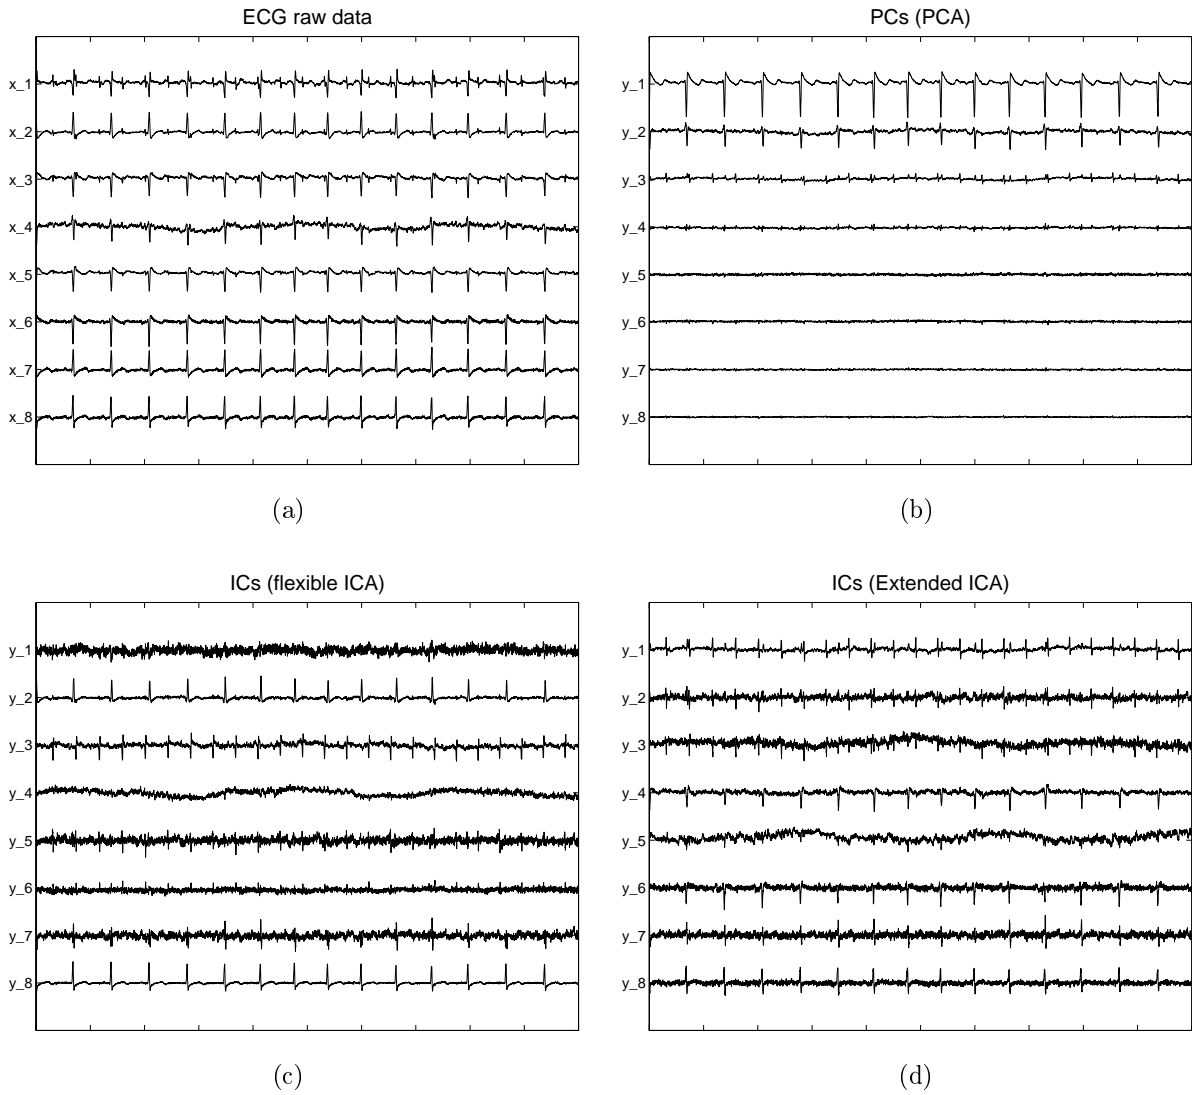 ECG raw data
x_1
x_2
x_3
x_4
x_5
x_6
x_7
x_8
(a)
PCs (PCA)
y_1
y_2
y_3
y_4
y_5
y_6
y_7
y_8
(b)
ICs (flexible ICA)
y_1
y_2
y_3
y_4
y_5
y_6
y_7
y_8
(c)
ICs (Extended ICA)
y_1
y_2
y_3
y_4
y_5
y_6
y_7
y_8
(d)